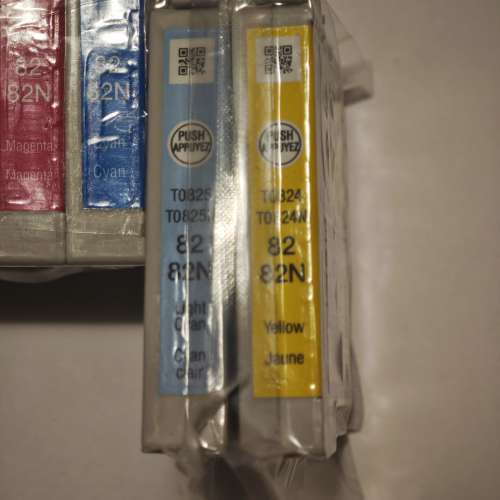 82
82N
Magenta
Magenta
82
82N
Cyan
Cyan
PUSH
APPUYEZ
T0825
T0825N
82
82N
Light
Cyan
Cyan
clair
PUSH
APPUYEZ
T0824
T0824N
82
82N
Yellow
Jaune